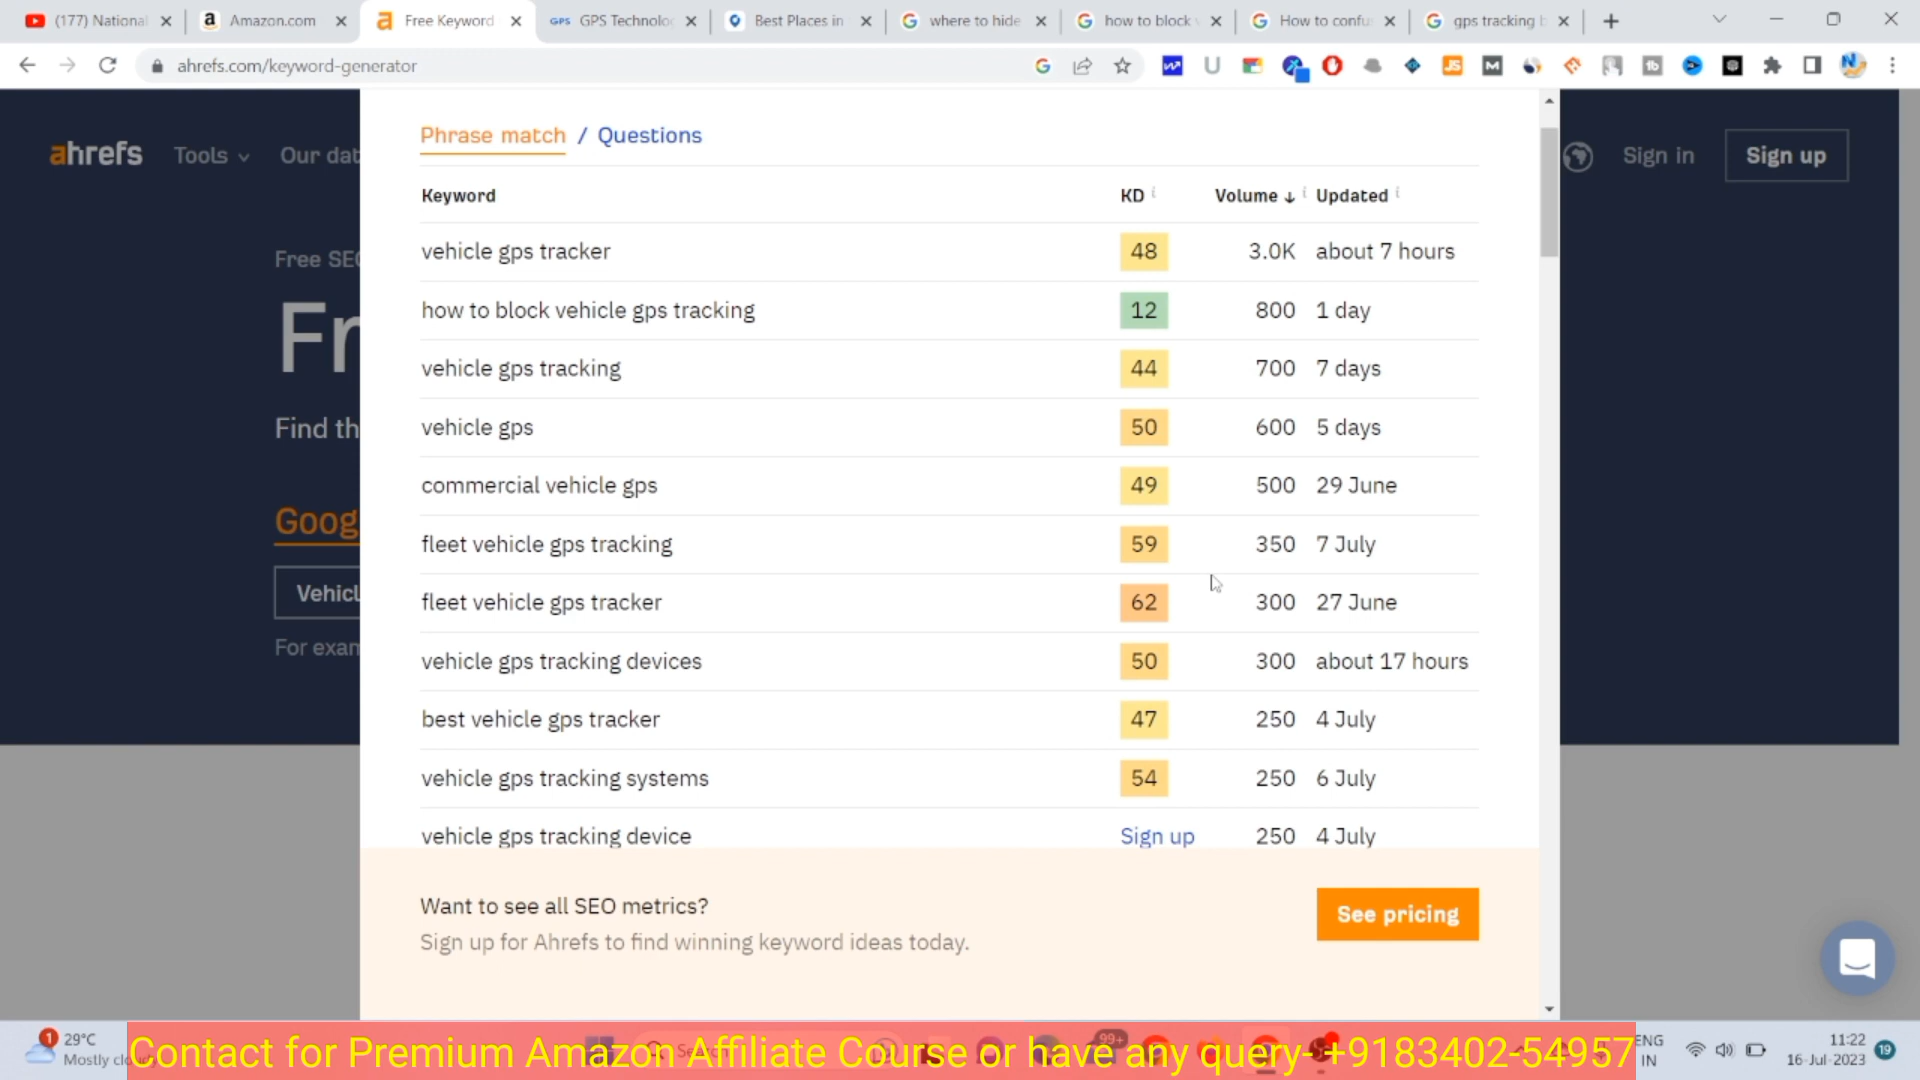 (177) National
Amazon.com
Free Keyword
GPS GPS Technolo
Best Places in
where to hide
how to block v
How to confu
gps tracking b
ahrefs.com/keyword-generator
ahrefs Tools Our dat
Sign in Sign up
Phrase match / Questions
Keyword KD Volume ↓ Updated
vehicle gps tracker 48 3.0K about 7 hours
how to block vehicle gps tracking 12 800 1 day
vehicle gps tracking 44 700 7 days
vehicle gps 50 600 5 days
commercial vehicle gps 49 500 29 June
fleet vehicle gps tracking 59 350 7 July
fleet vehicle gps tracker 62 300 27 June
vehicle gps tracking devices 50 300 about 17 hours
best vehicle gps tracker 47 250 4 July
vehicle gps tracking systems 54 250 6 July
vehicle gps tracking device Sign up 250 4 July
Free SEO
Fr
Find th
Goog
Vehicl
For exam
Want to see all SEO metrics?
Sign up for Ahrefs to find winning keyword ideas today.
See pricing
1 29°C
Mostly clo
Contact for Premium Amazon Affiliate Course or have any query- +9183402-54957
99+
ENG
IN
11:22
16-Jul-2023
19